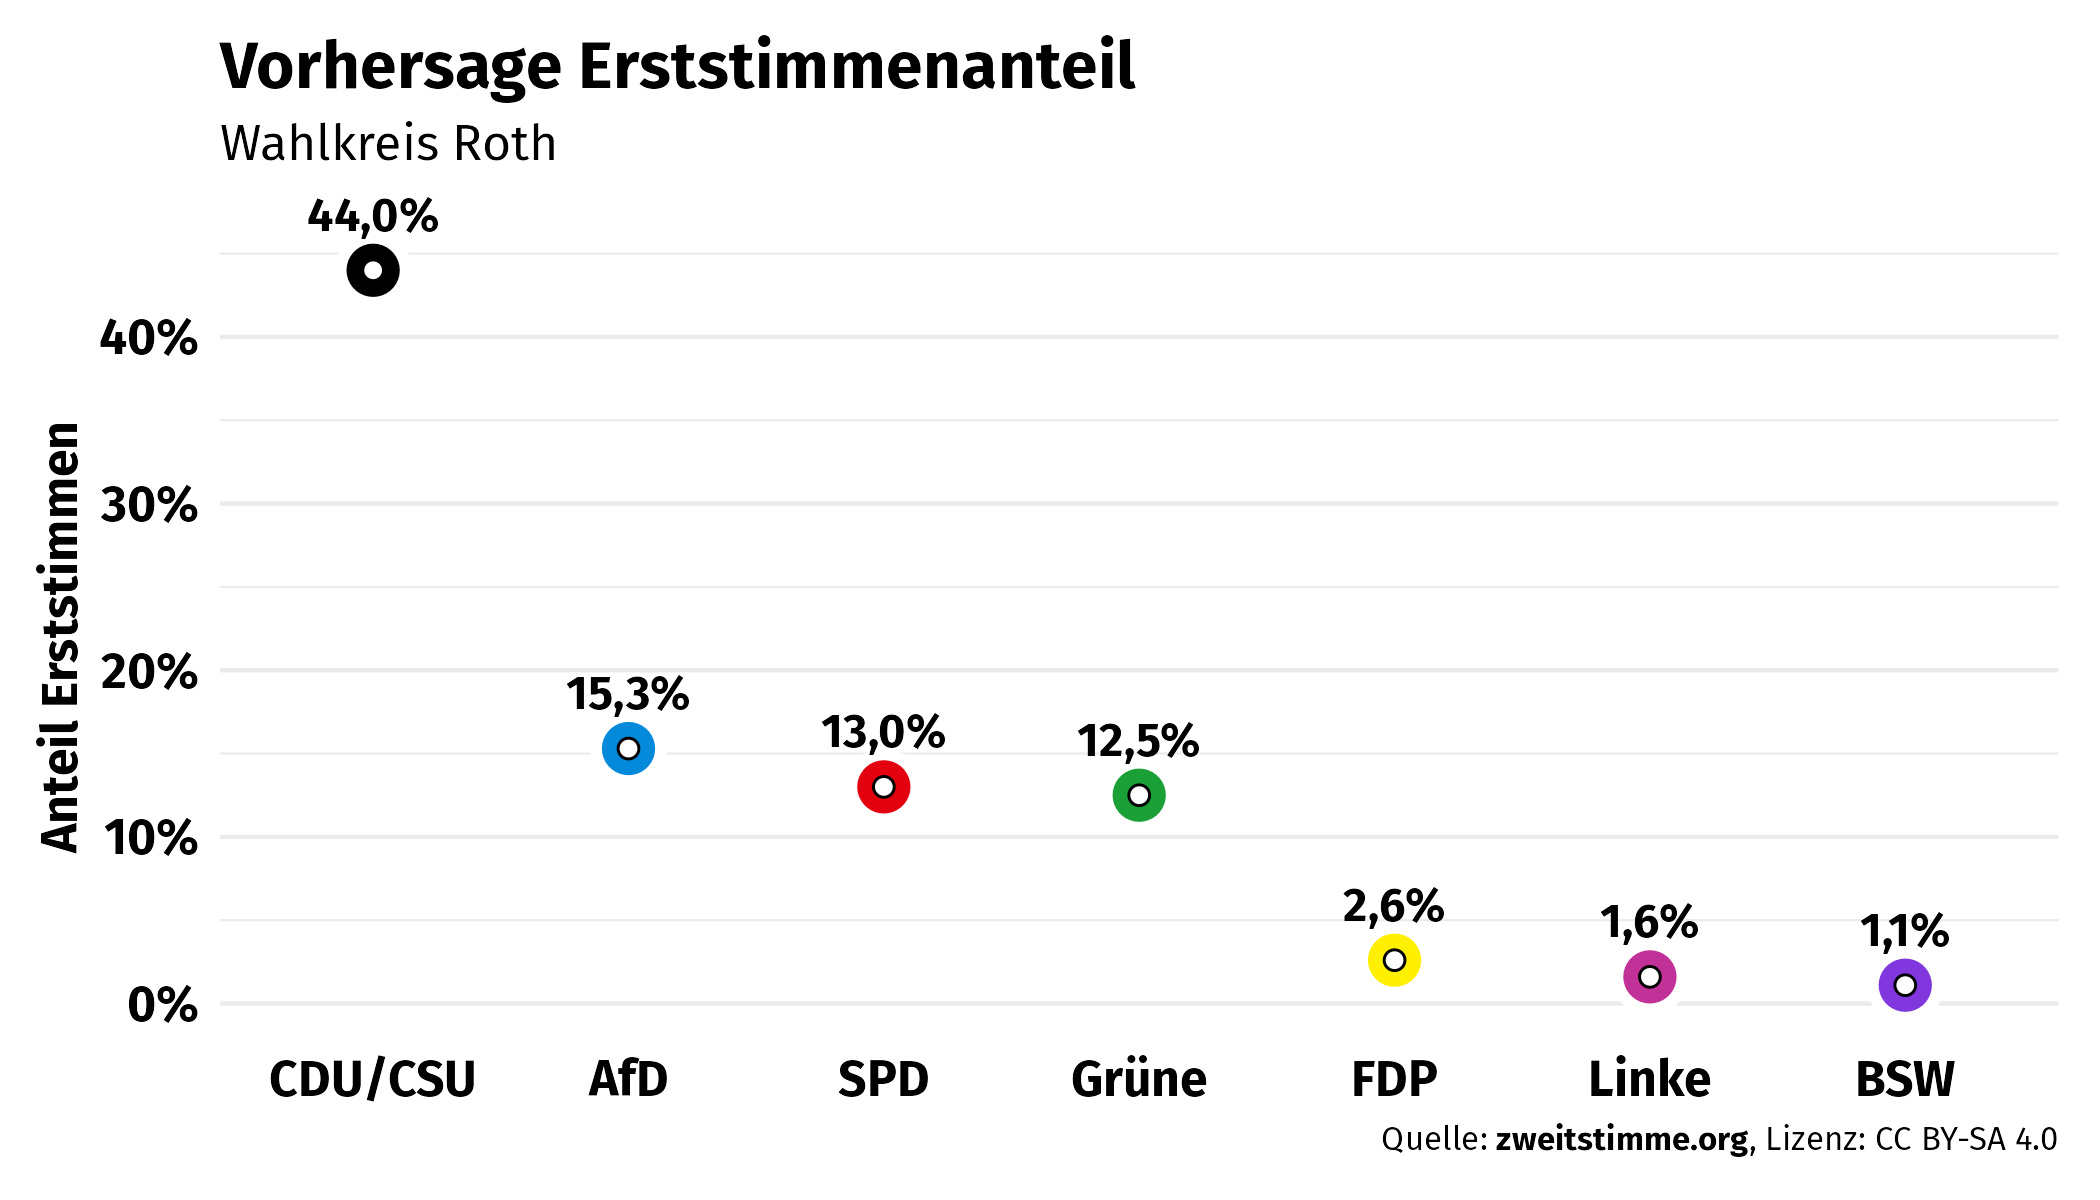 Vorhersage Erststimmenanteil
Wahlkreis Roth
44,0%
40%
30%
20%
10%
0%
Anteil Erststimmen
15,3%
13,0%
12,5%
2,6%
1,6%
1,1%
CDU/CSU AfD SPD Grüne FDP Linke BSW
Quelle: zweitstimme.org, Lizenz: CC BY-SA 4.0